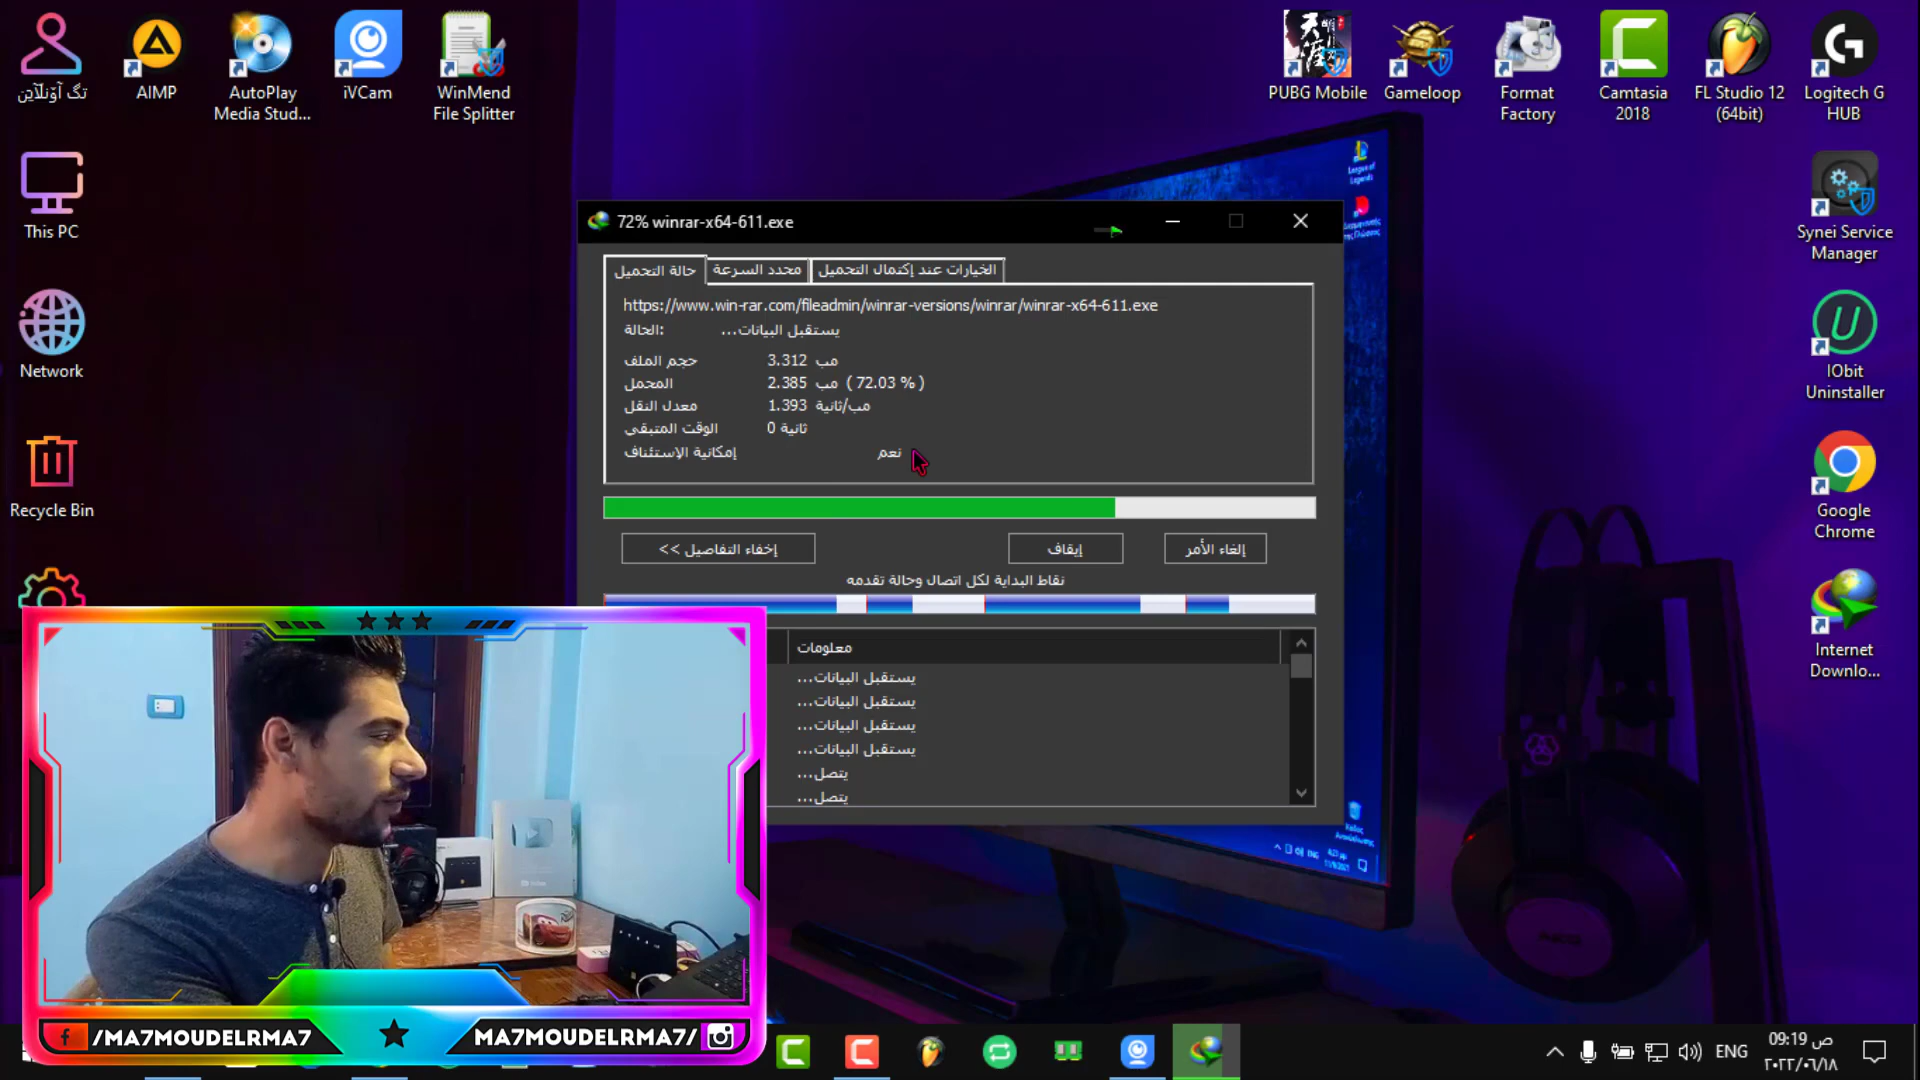 تگ آۆنلآێن
AIMP
AutoPlay
Media Stud...
iVCam
WinMend
File Splitter
PUBG Mobile
Gameloop
Format
Factory
Camtasia
2018
FL Studio 12
(64bit)
Logitech G
HUB
This PC
Network
Recycle Bin
Synei Service
Manager
IObit
Uninstaller
Google
Chrome
Internet
Downlo...
League of
Legends
72% winrar-x64-611.exe
حالة التحميل
محدد السرعة
الخيارات عند إكتمال التحميل
https://www.win-rar.com/fileadmin/winrar-versions/winrar/winrar-x64-611.exe
الحالة: يستقبل البيانات...
حجم الملف 3.312 مب
المحمل 2.385 مب ( 72.03 % )
معدل النقل 1.393 مب/ثانية
الوقت المتبقي 0 ثانية
إمكانية الإستئناف نعم
إخفاء التفاصيل >>
إيقاف
إلغاء الأمر
نقاط البداية لكل اتصال وحالة تقدمه
معلومات
يستقبل البيانات...
يستقبل البيانات...
يستقبل البيانات...
يستقبل البيانات...
يتصل...
يتصل...
/MA7MOUDELRMA7
MA7MOUDELRMA7/
ENG
09:19 ص
٢٠٢٢/٠٦/١٨